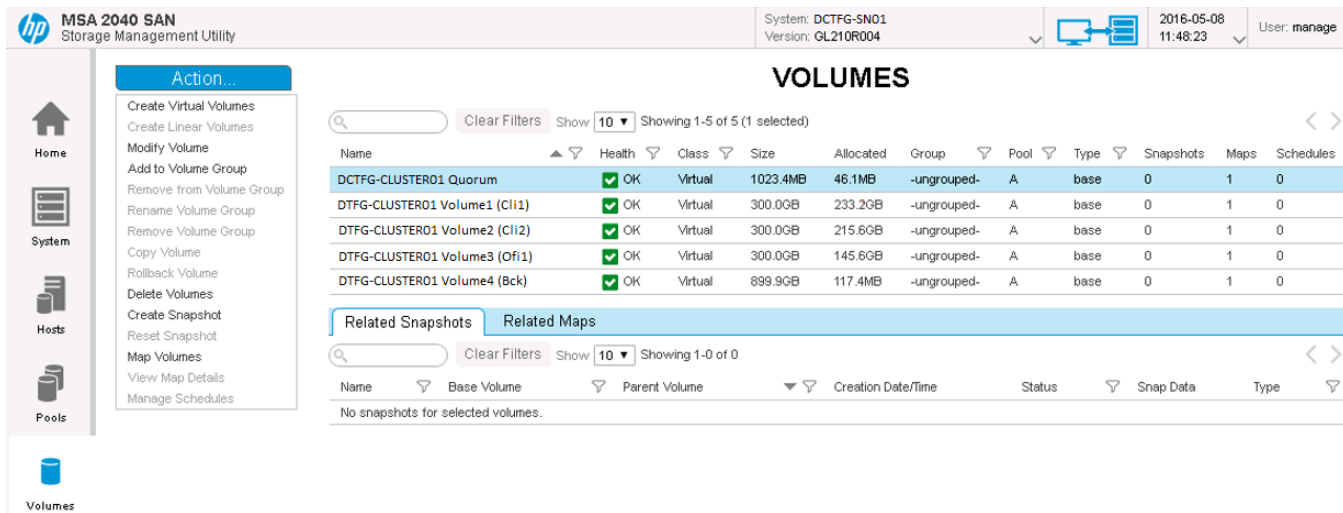 hp
MSA 2040 SAN
Storage Management Utility
System: DCTFG-SN01
Version: GL210R004
2016-05-08
11:48:23
User: manage
Home
System
Hosts
Pools
Volumes
Action...
Create Virtual Volumes
Create Linear Volumes
Modify Volume
Add to Volume Group
Remove from Volume Group
Rename Volume Group
Remove Volume Group
Copy Volume
Rollback Volume
Delete Volumes
Create Snapshot
Reset Snapshot
Map Volumes
View Map Details
Manage Schedules
VOLUMES
Clear Filters Show 10 Showing 1-5 of 5 (1 selected)
Name Health Class Size Allocated Group Pool Type Snapshots Maps Schedules
DCTFG-CLUSTER01 Quorum OK Virtual 1023.4MB 46.1MB -ungrouped- A base 0 1 0
DTFG-CLUSTER01 Volume1 (Cli1) OK Virtual 300.0GB 233.2GB -ungrouped- A base 0 1 0
DTFG-CLUSTER01 Volume2 (Cli2) OK Virtual 300.0GB 215.6GB -ungrouped- A base 0 1 0
DTFG-CLUSTER01 Volume3 (Ofi1) OK Virtual 300.0GB 145.6GB -ungrouped- A base 0 1 0
DTFG-CLUSTER01 Volume4 (Bck) OK Virtual 899.9GB 117.4MB -ungrouped- A base 0 1 0
Related Snapshots Related Maps
Clear Filters Show 10 Showing 1-0 of 0
Name Base Volume Parent Volume Creation Date/Time Status Snap Data Type
No snapshots for selected volumes.